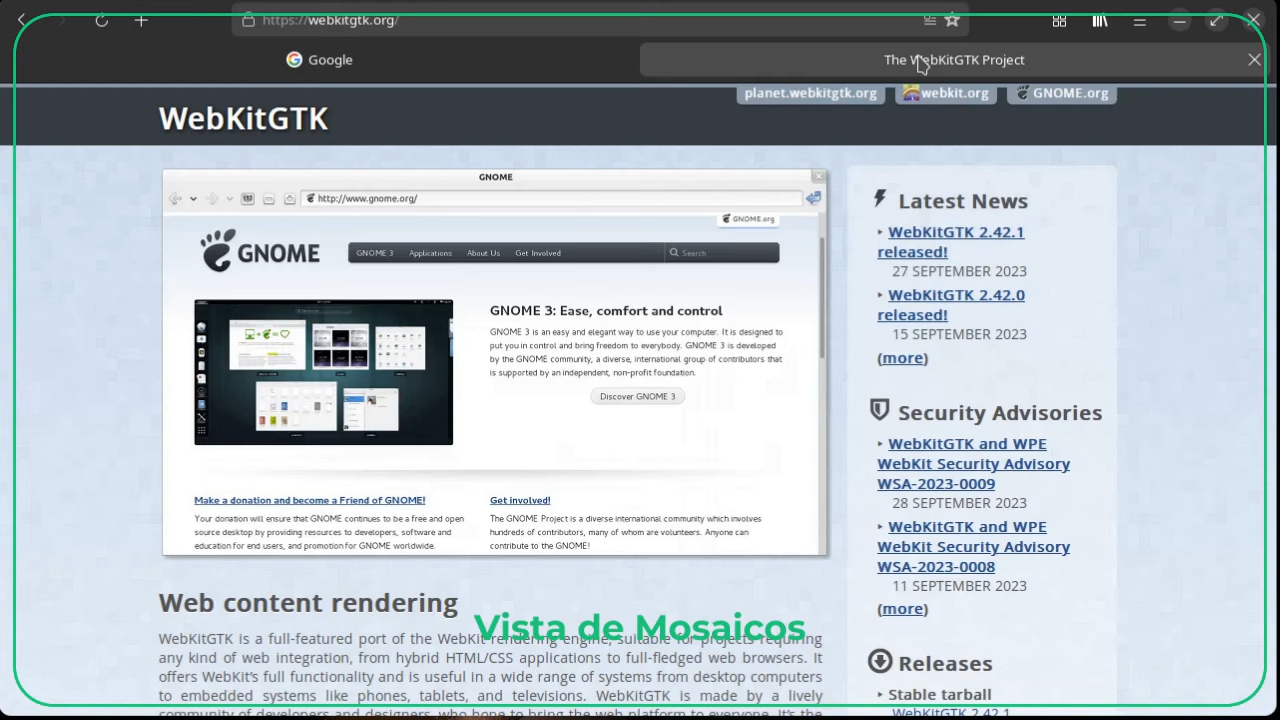 https://webkitgtk.org/
Google
The WebKitGTK Project
planet.webkitgtk.org
webkit.org
GNOME.org
WebKitGTK
GNOME
http://www.gnome.org/
GNOME.org
GNOME
GNOME 3
Applications
About Us
Get Involved
Search
GNOME 3: Ease, comfort and control
GNOME 3 is an easy and elegant way to use your computer. It is designed to
put you in control and bring freedom to everybody. GNOME 3 is developed
by the GNOME community, a diverse, international group of contributors that
is supported by an independent, non-profit foundation.
Discover GNOME 3
Make a donation and become a Friend of GNOME!
Your donation will ensure that GNOME continues to be a free and open
source desktop by providing resources to developers, software and
education for end users, and promotion for GNOME worldwide.
Get involved!
The GNOME Project is a diverse international community which involves
hundreds of contributors, many of whom are volunteers. Anyone can
contribute to the GNOME!
Latest News
WebKitGTK 2.42.1
released!
27 SEPTEMBER 2023
WebKitGTK 2.42.0
released!
15 SEPTEMBER 2023
(more)
Security Advisories
WebKitGTK and WPE
WebKit Security Advisory
WSA-2023-0009
28 SEPTEMBER 2023
WebKitGTK and WPE
WebKit Security Advisory
WSA-2023-0008
11 SEPTEMBER 2023
(more)
Releases
Stable tarball
WebKitGTK 2.42.1
Web content rendering
Vista de Mosaicos
WebKitGTK is a full-featured port of the WebKit rendering engine, suitable for projects requiring
any kind of web integration, from hybrid HTML/CSS applications to full-fledged web browsers. It
offers WebKit's full functionality and is useful in a wide range of systems from desktop computers
to embedded systems like phones, tablets, and televisions. WebKitGTK is made by a lively
community of developers and designers, who hope to bring the web platform to everyone. It's the